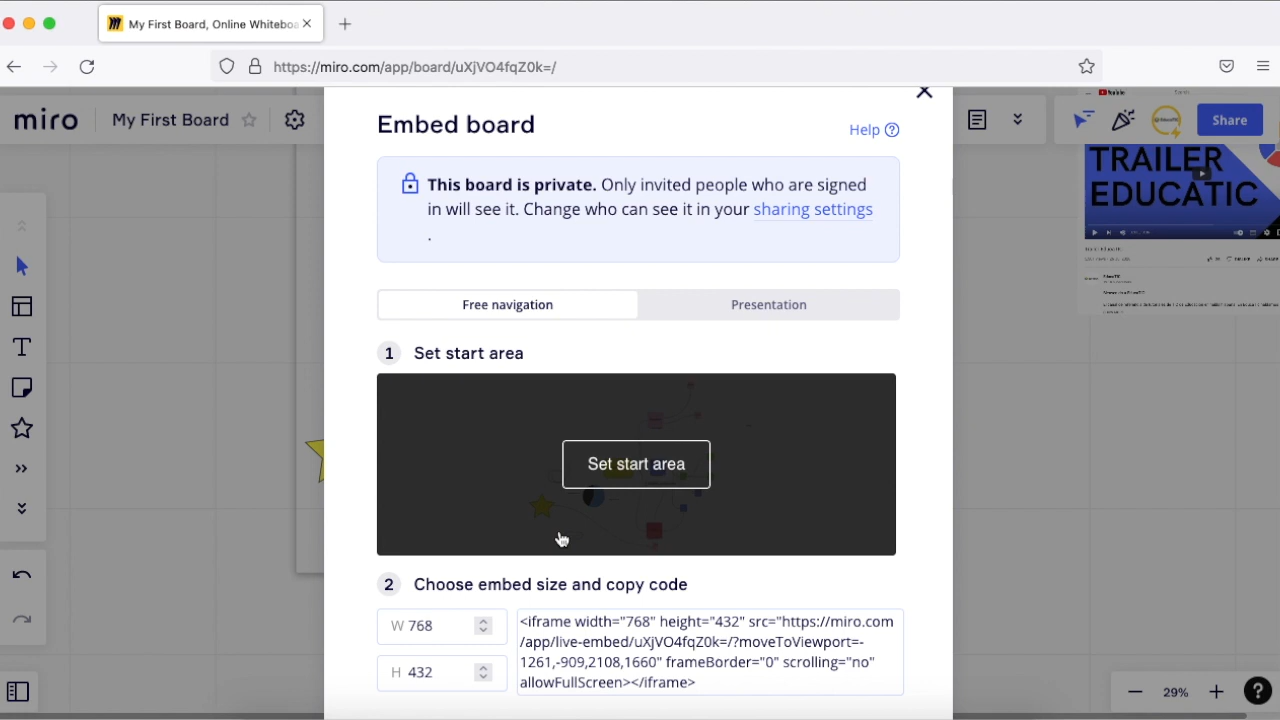 My First Board, Online Whiteboa
https://miro.com/app/board/uXjVO4fqZ0k=/
miro
My First Board
Share
Embed board
Help
This board is private. Only invited people who are signed
in will see it. Change who can see it in your sharing settings
.
Free navigation
Presentation
1 Set start area
Set start area
2 Choose embed size and copy code
W 768
H 432
<iframe width="768" height="432" src="https://miro.com
/app/live-embed/uXjVO4fqZ0k=/?moveToViewport=-
1261,-909,2108,1660" frameBorder="0" scrolling="no"
allowFullScreen></iframe>
YouTube
TRAILER
EDUCATIC
29%